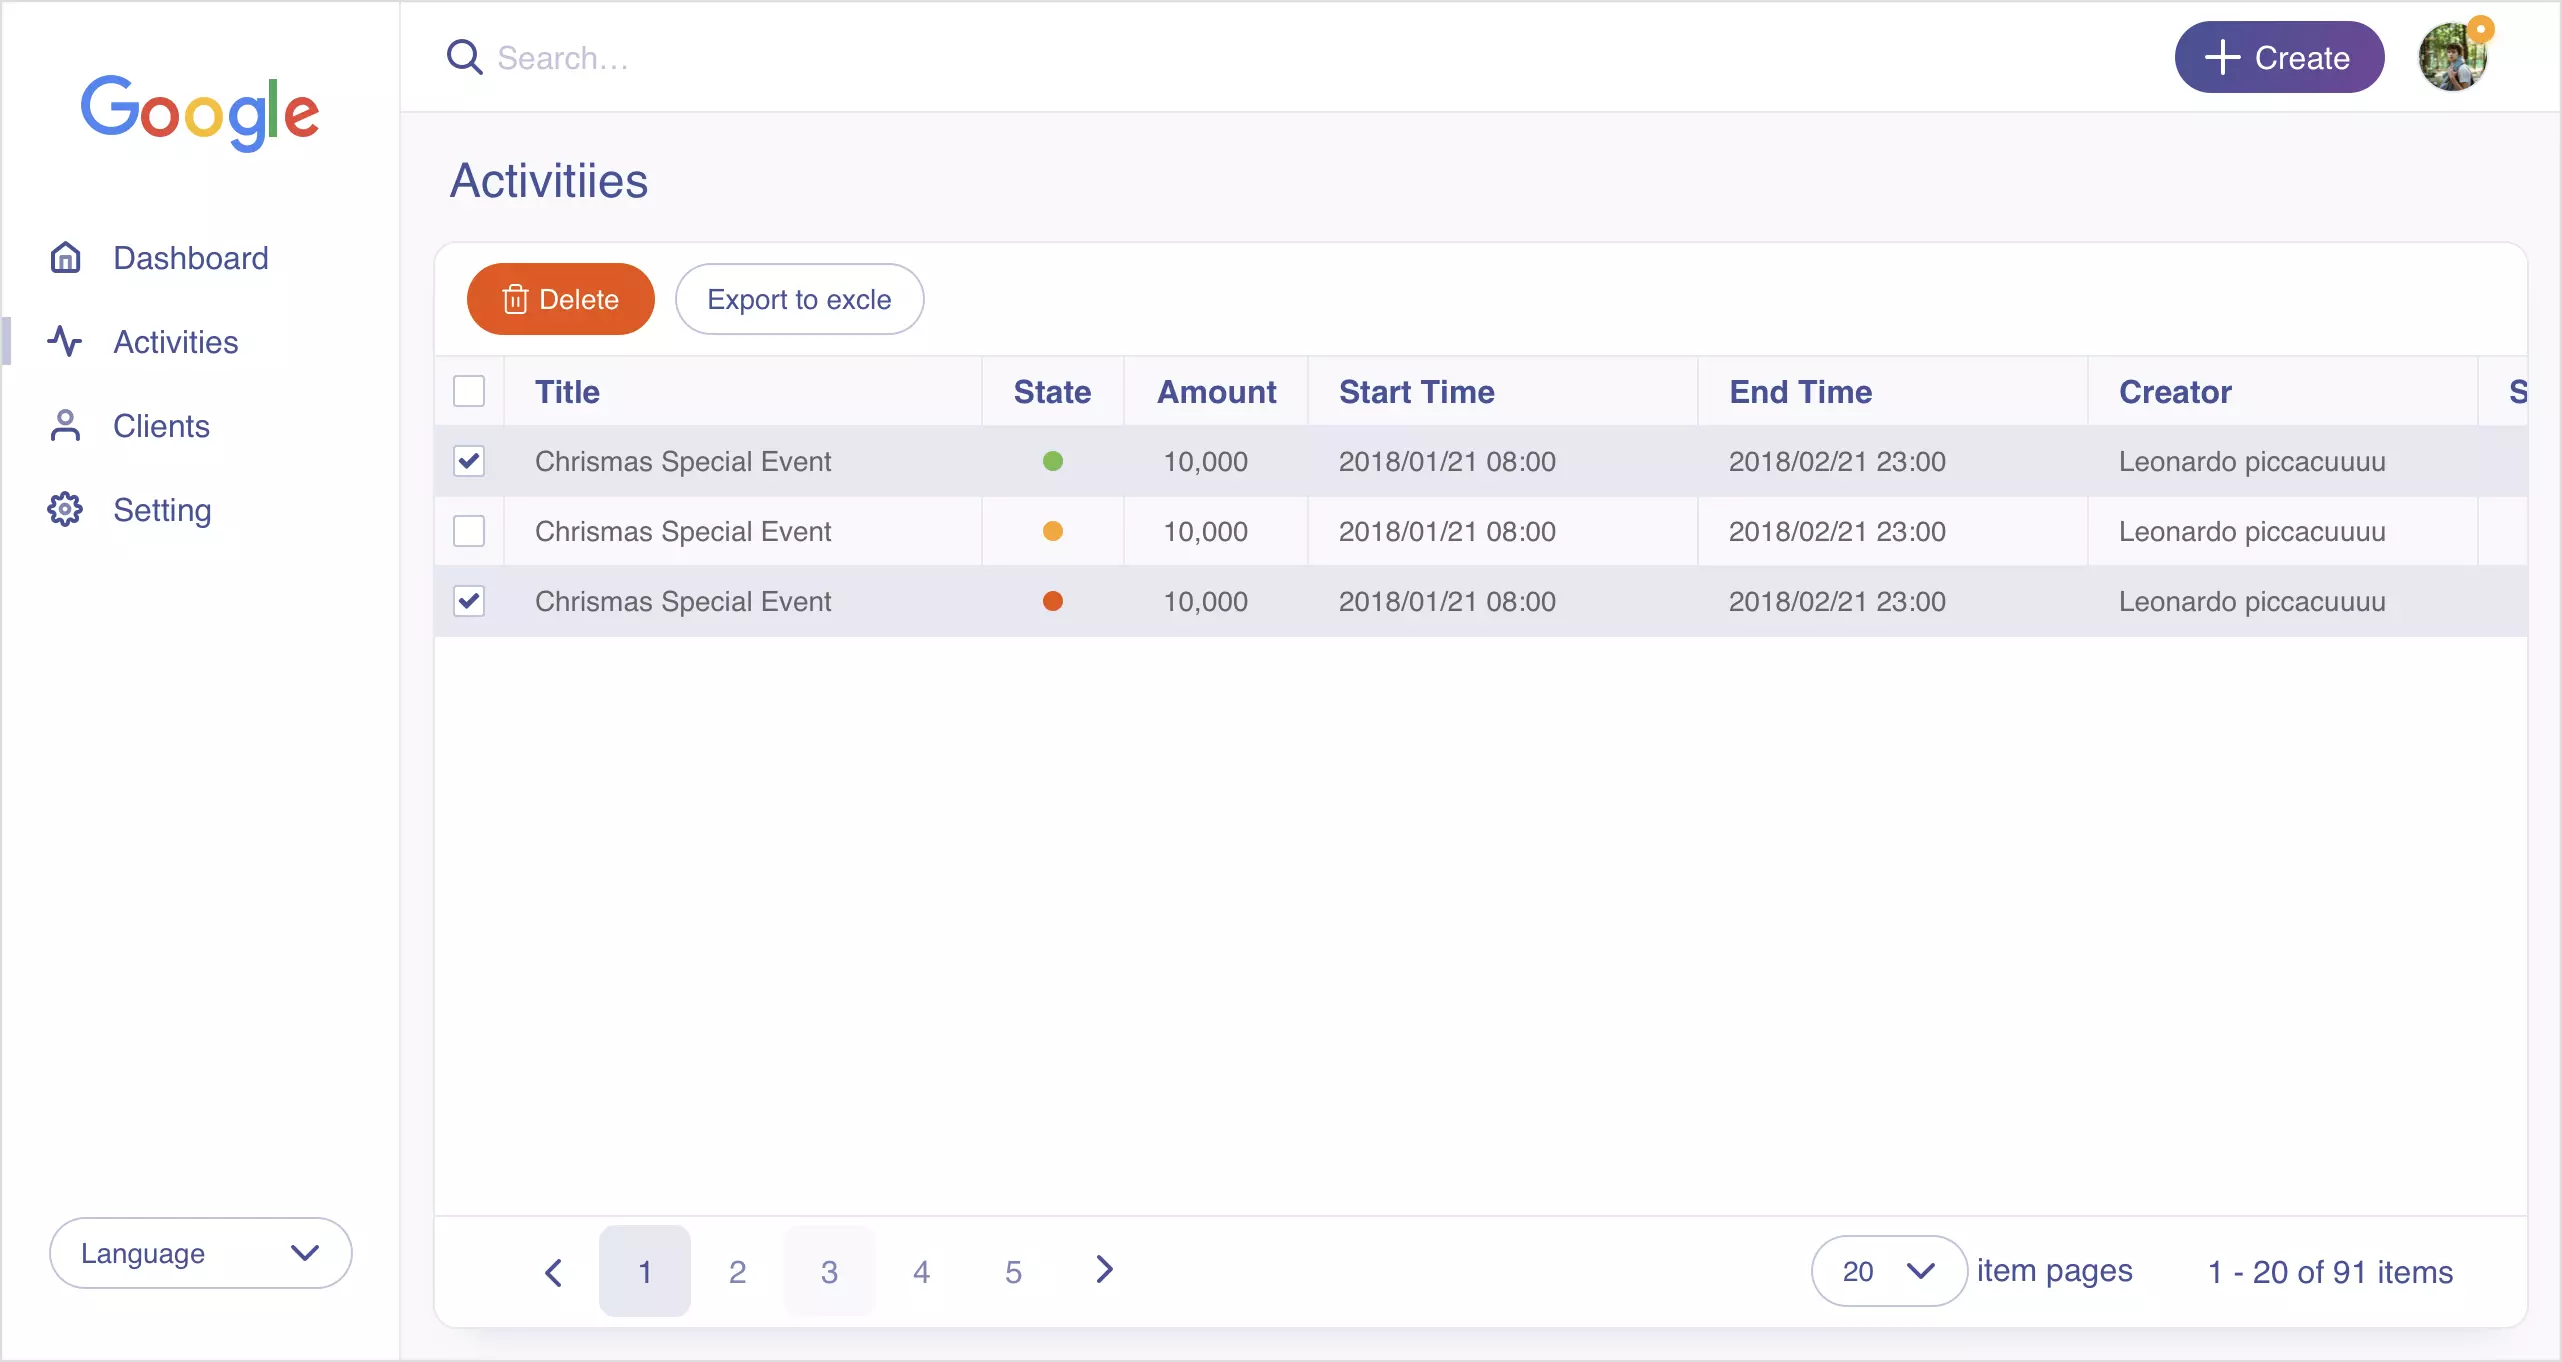 Google
Search...
Create
Activitiies
Dashboard
Activities
Clients
Setting
Delete
Export to excle
Title State Amount Start Time End Time Creator S
Chrismas Special Event 10,000 2018/01/21 08:00 2018/02/21 23:00 Leonardo piccacuuuu
Chrismas Special Event 10,000 2018/01/21 08:00 2018/02/21 23:00 Leonardo piccacuuuu
Chrismas Special Event 10,000 2018/01/21 08:00 2018/02/21 23:00 Leonardo piccacuuuu
Language
1 2 3 4 5 20 item pages 1 - 20 of 91 items